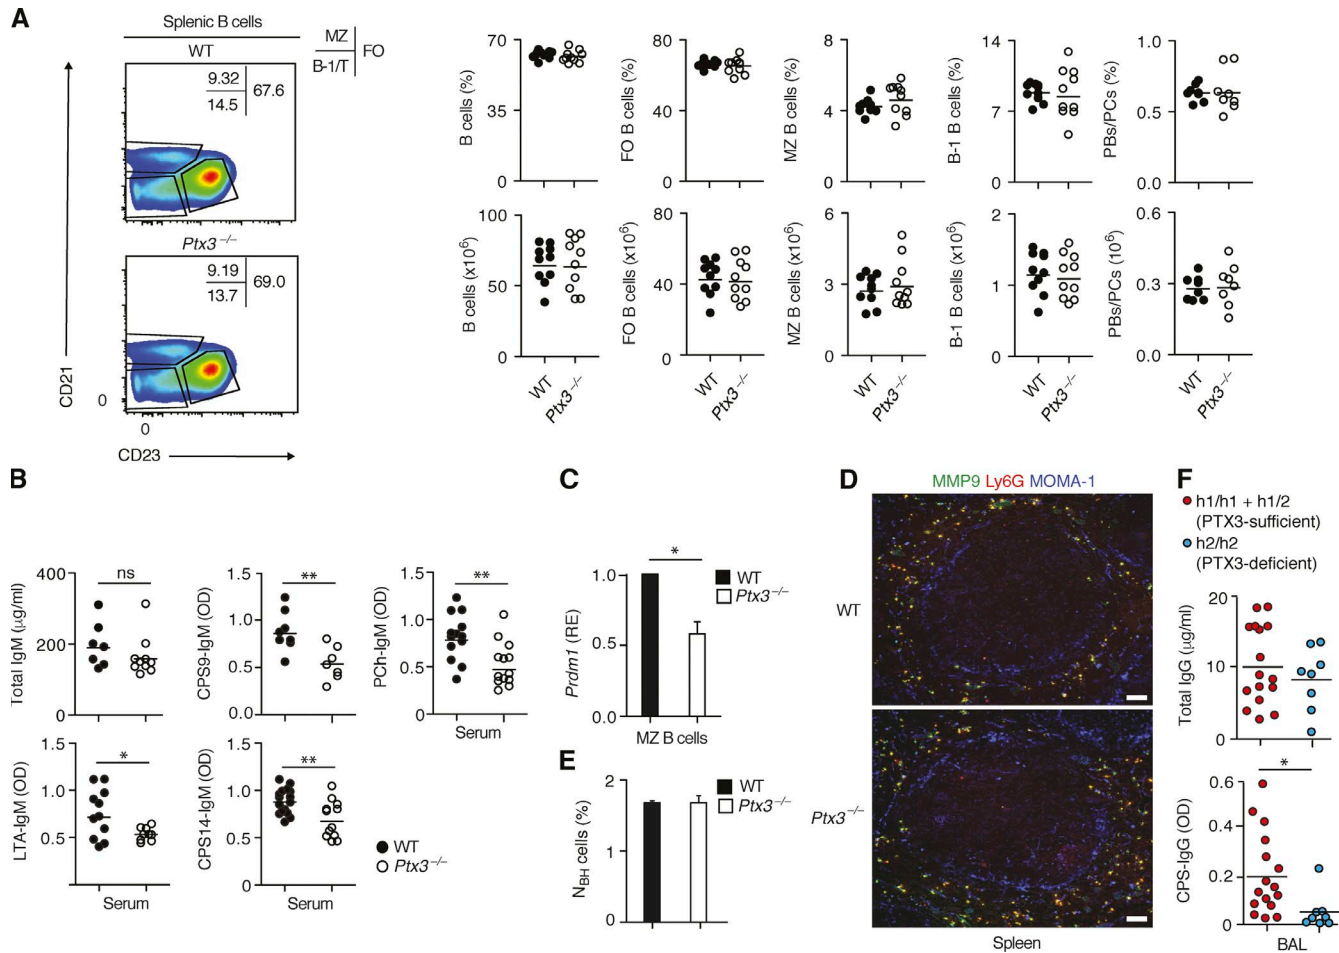 A
Splenic B cells
WT
MZ
FO
B-1/T
9.32
67.6
14.5
Ptx3–/–
9.19
69.0
13.7
CD21
0
0
CD23
B cells (%)
70
35
0
FO B cells (%)
80
40
0
MZ B cells (%)
8
4
0
B-1 B cells (%)
14
7
0
PBs/PCs (%)
1.0
0.5
0.0
B cells (x10⁶)
100
50
0
WT
Ptx3–/–
FO B cells (x10⁶)
80
40
0
WT
Ptx3–/–
MZ B cells (x10⁶)
6
3
0
WT
Ptx3–/–
B-1 B cells (x10⁶)
2
1
0
WT
Ptx3–/–
PBs/PCs (10⁶)
0.6
0.3
0.0
WT
Ptx3–/–
B
Total IgM (µg/ml)
400
200
0
ns
CPS9-IgM (OD)
1.5
1.0
0.5
0.0
**
PCh-IgM (OD)
1.5
1.0
0.5
0
**
Serum
LTA-IgM (OD)
1.5
1.0
0.5
*
Serum
CPS14-IgM (OD)
1.5
1.0
0.5
0
**
Serum
WT
Ptx3–/–
C
Prdm1 (RE)
1.0
0.5
0.0
*
WT
Ptx3–/–
MZ B cells
D
MMP9 Ly6G MOMA-1
WT
Ptx3–/–
Spleen
E
NBH cells (%)
2
1
0
WT
Ptx3–/–
F
h1/h1 + h1/2
(PTX3-sufficient)
h2/h2
(PTX3-deficient)
Total IgG (µg/ml)
20
10
0
CPS-IgG (OD)
0.6
0.4
0.2
0
*
BAL